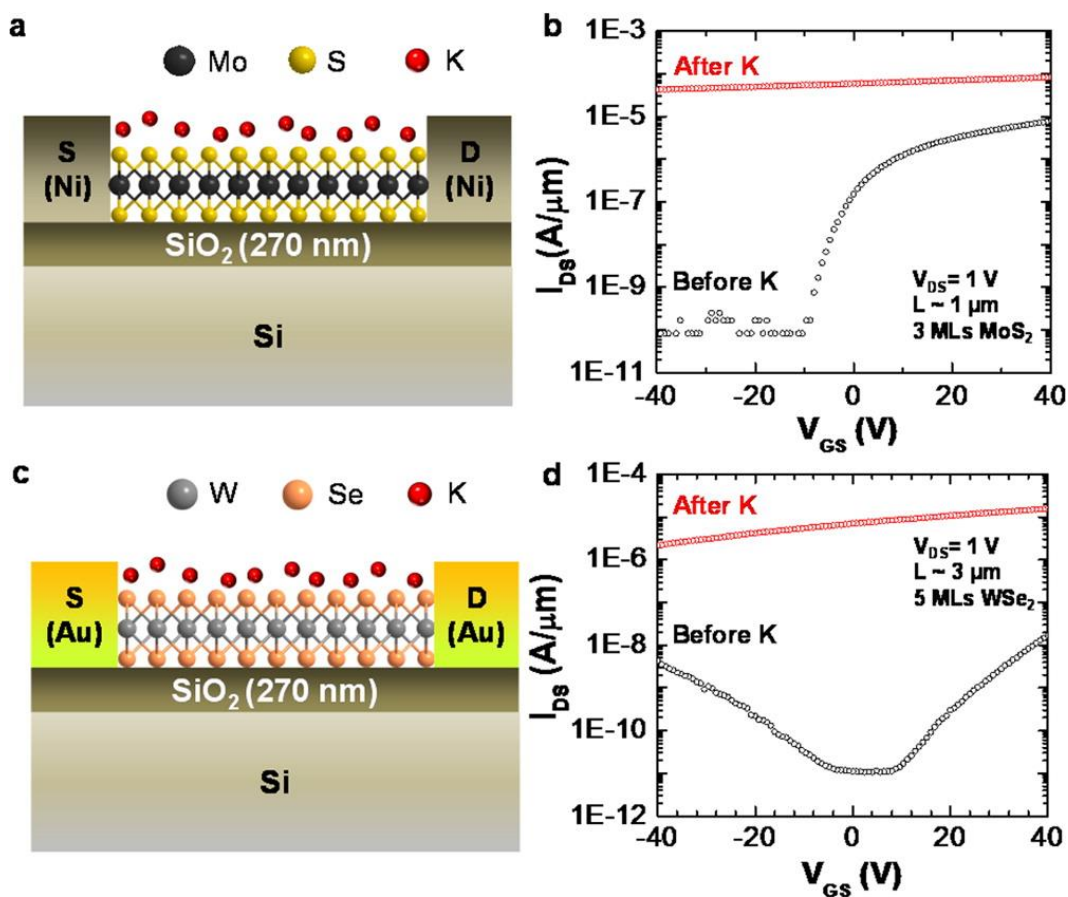 a
Mo S K
S
(Ni)
D
(Ni)
SiO2 (270 nm)
Si
b
1E-3
1E-5
1E-7
1E-9
1E-11
IDS(A/μm)
After K
Before K
VDS= 1 V
L ~ 1 μm
3 MLs MoS2
-40 -20 0 20 40
VGS (V)
c
W Se K
S
(Au)
D
(Au)
SiO2 (270 nm)
Si
d
1E-4
1E-6
1E-8
1E-10
1E-12
IDS (A/μm)
After K
VDS= 1 V
L ~ 3 μm
5 MLs WSe2
Before K
-40 -20 0 20 40
VGS (V)